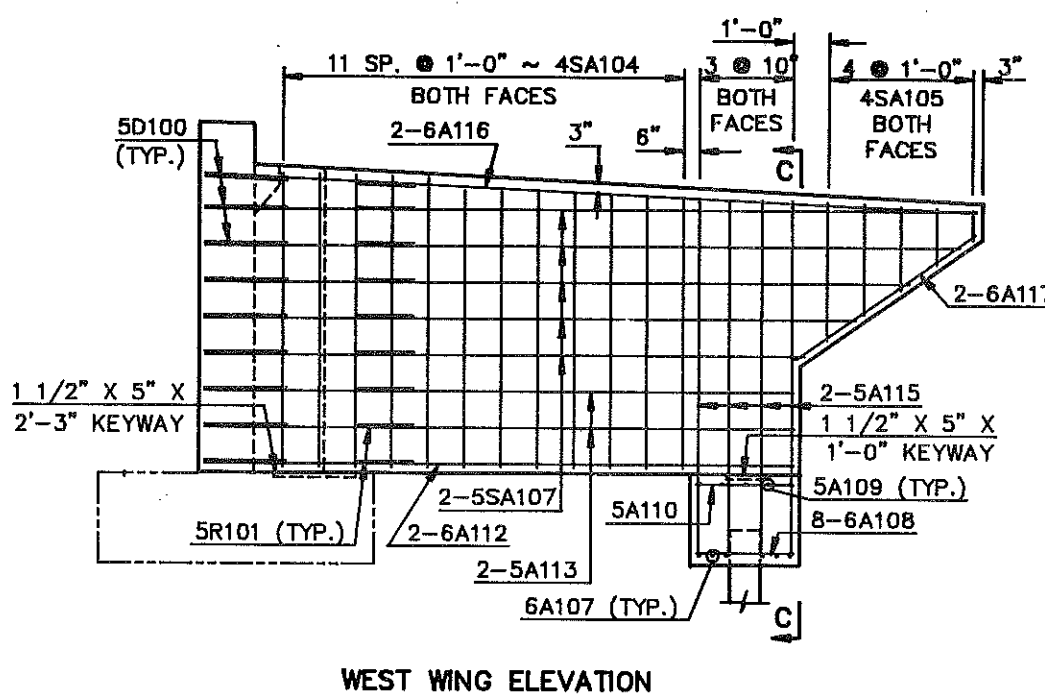 1'-0"
11 SP. @ 1'-0" ~ 4SA104
BOTH FACES
3 @ 10"
BOTH
FACES
4 @ 1'-0"
3"
4SA105
BOTH
FACES
5D100
(TYP.)
2-6A116
3"
6"
C
2-6A117
1 1/2" X 5" X
2'-3" KEYWAY
2-5A115
1 1/2" X 5" X
1'-0" KEYWAY
5R101 (TYP.)
2-6A112
2-5SA107
2-5A113
5A110
5A109 (TYP.)
8-6A108
6A107 (TYP.)
C
WEST WING ELEVATION